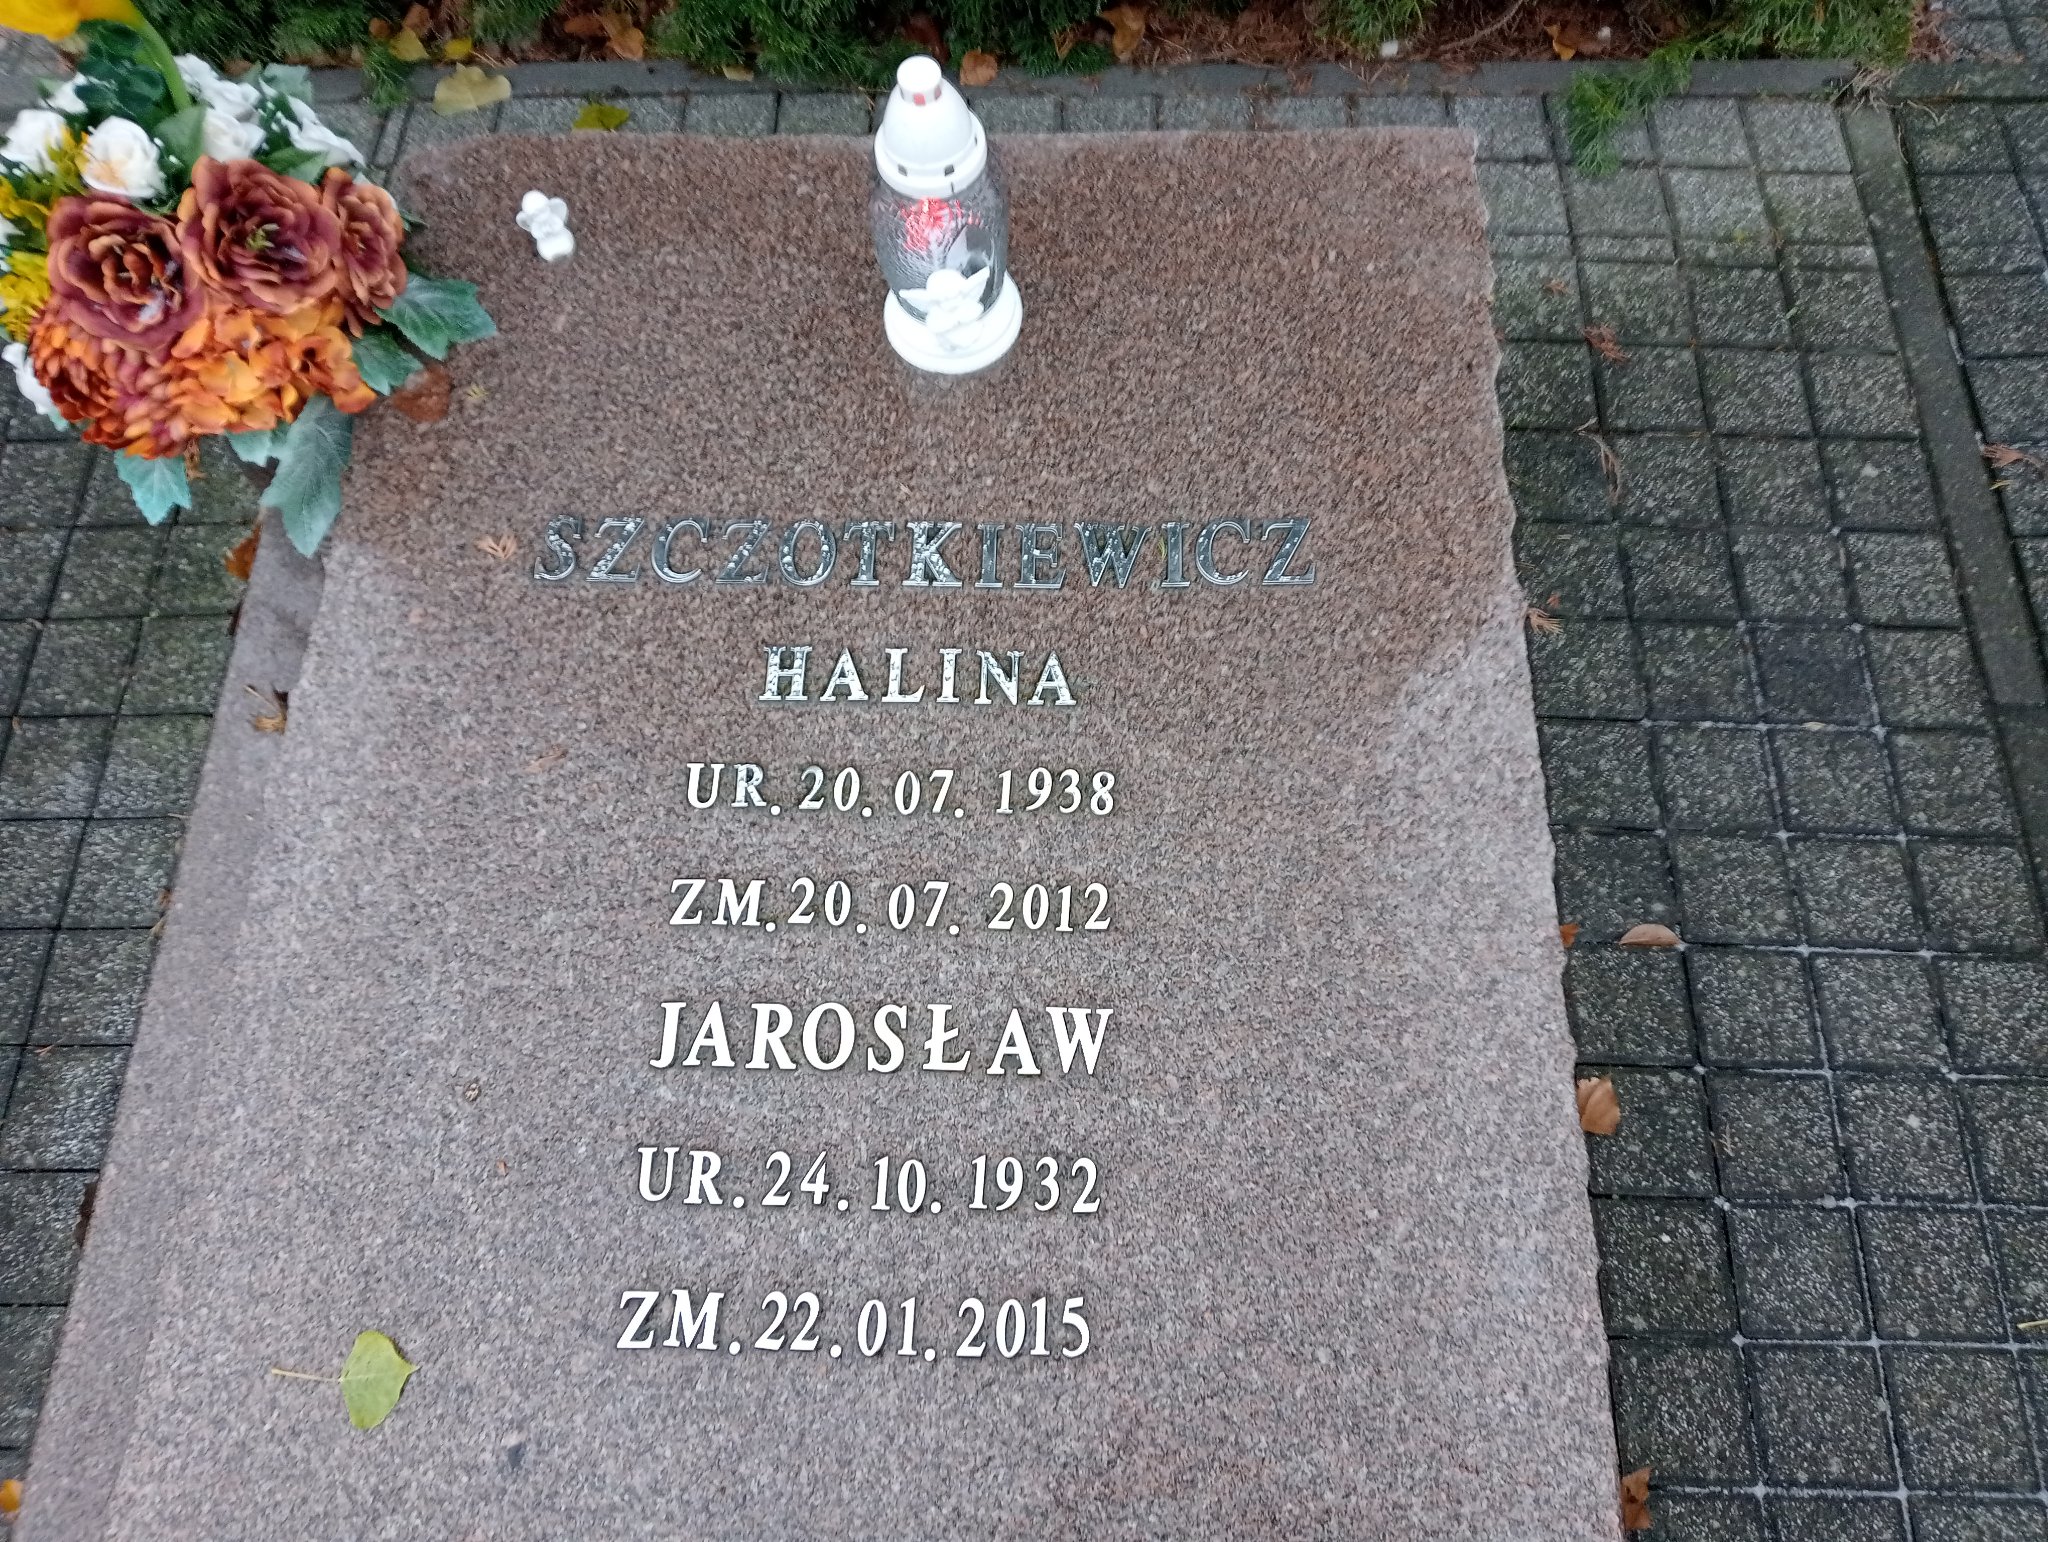 SZCZOTKIEWICZ
HALINA
UR. 20. 07. 1938
ZM. 20. 07. 2012
JAROSŁAW
UR. 24. 10. 1932
ZM. 22. 01. 2015